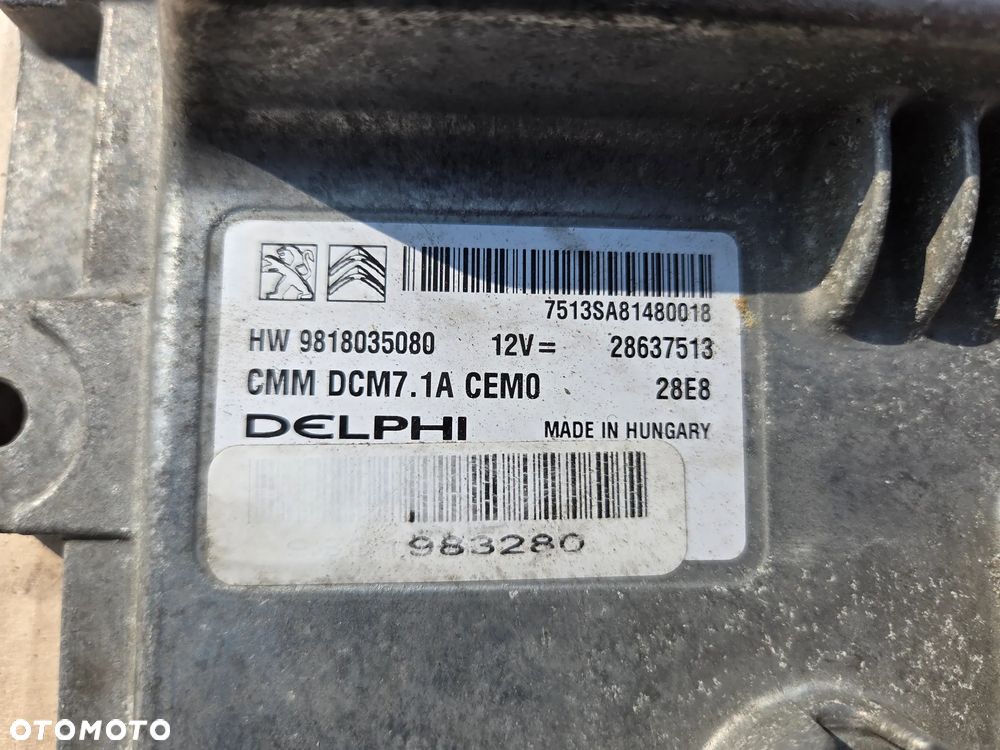 7513SA81480018
HW 9818035080 12V= 28637513
CMM DCM7.1A CEM0 28E8
DELPHI MADE IN HUNGARY
983280
OTOMOTO